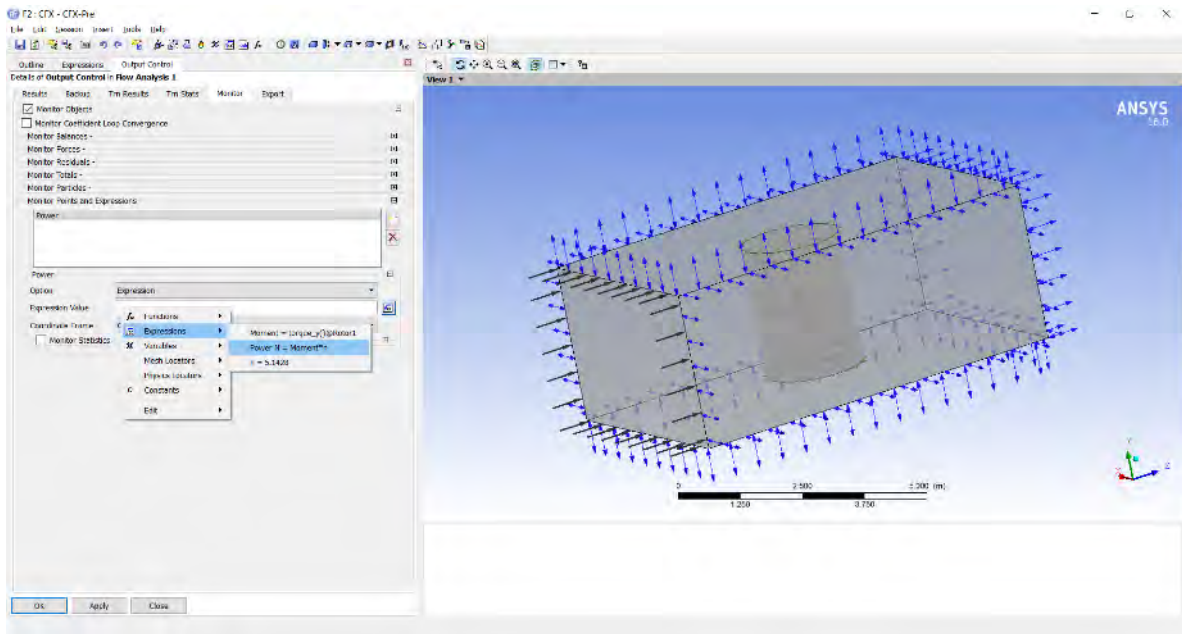 F2 : CFX - CFX-Pre
File Edit Session Insert Tools Help
Outline Expressions Output Control
Details of Output Control in Flow Analysis 1
Results Backup Trn Results Trn Stats Monitor Export
Monitor Objects
Monitor Coefficient Loop Convergence
Monitor Balances -
Monitor Forces -
Monitor Residuals -
Monitor Totals -
Monitor Particles -
Monitor Points and Expressions
Power
Power
Option Expression
Expression Value
Coordinate Frame
Monitor Statistics
Functions
Expressions
Variables
Mesh Locators
Physics Locators
Constants
Edit
Moment = torque_y()@Rotor1
Power N = Moment*n
= 5.1428
OK Apply Close
View 1
ANSYS
16.0
Y
X
Z
0 2.500 5.000 (m)
1.250 3.750